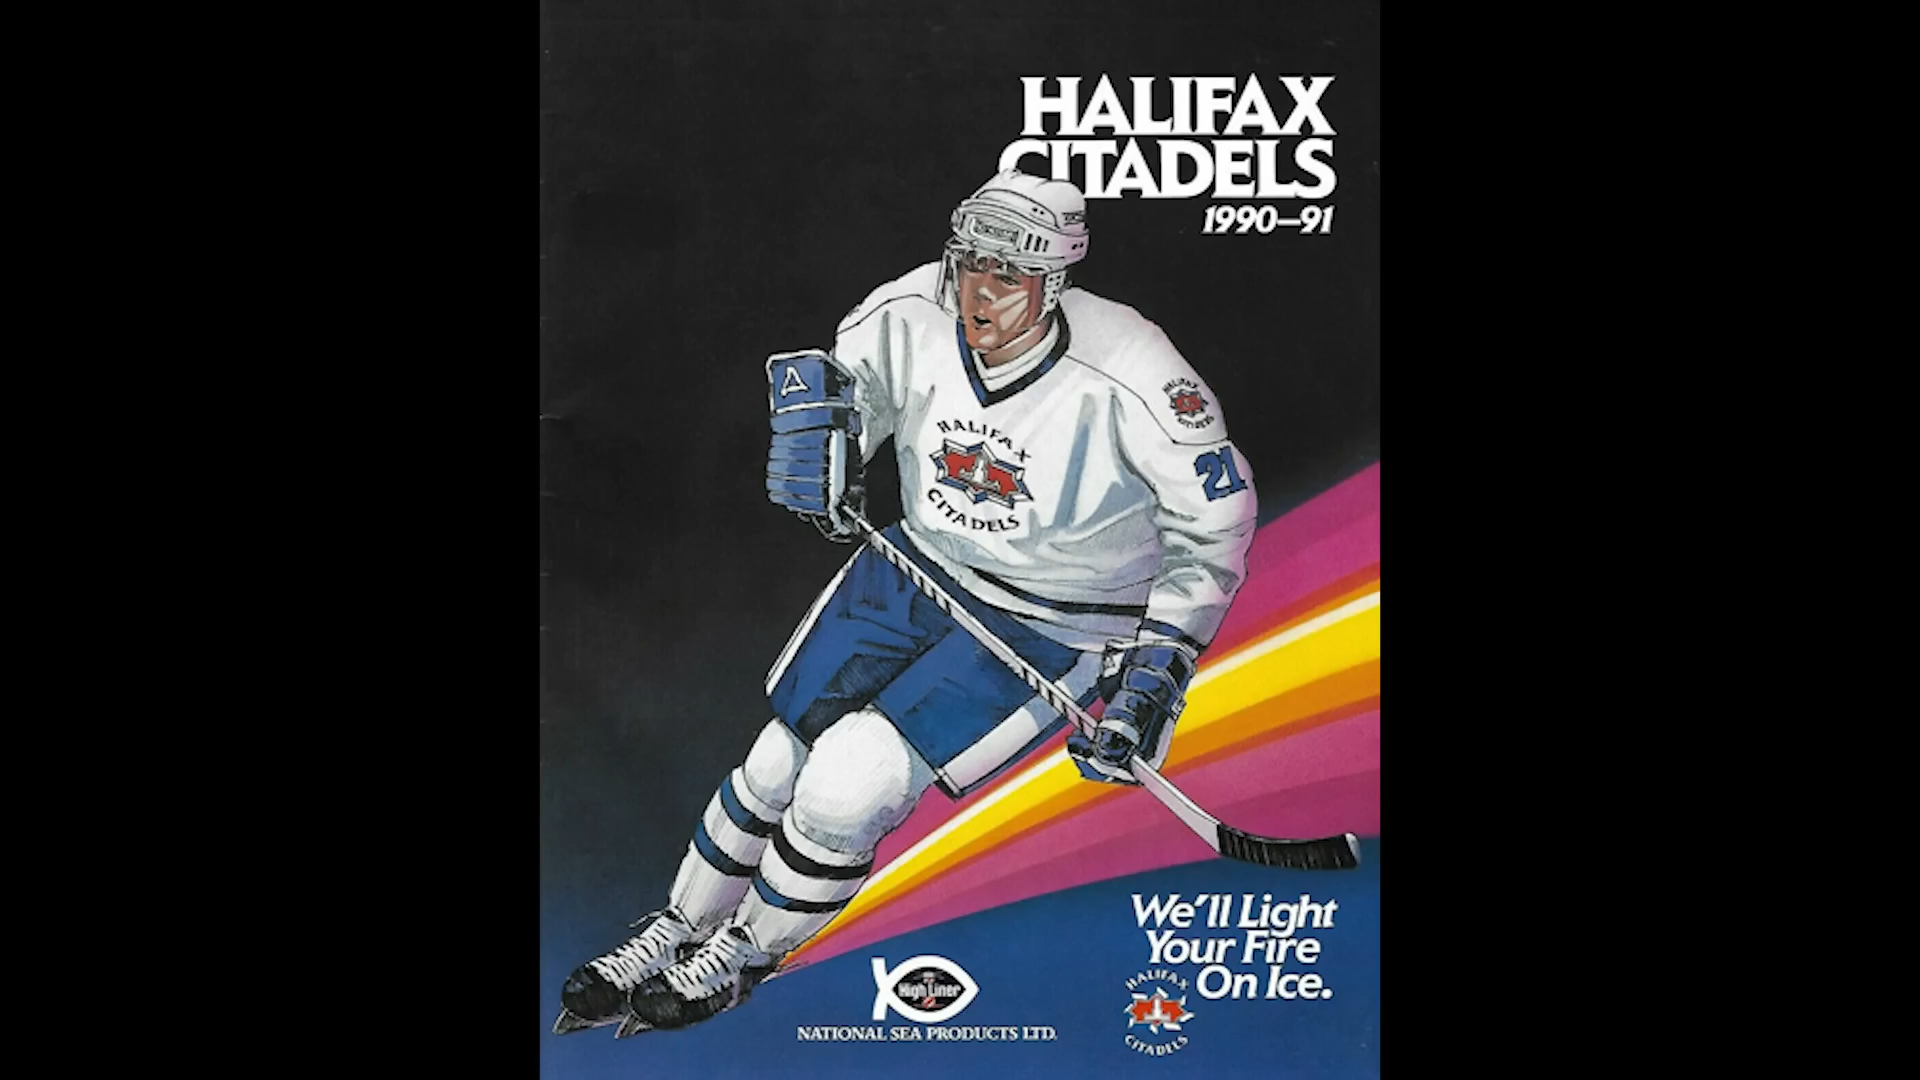 HALIFAX
CITADELS
1990–91
HALIFAX
21
HALIFAX
CITADELS
We'll Light
Your Fire
On Ice.
High Liner
NATIONAL SEA PRODUCTS LTD.
HALIFAX
CITADELS